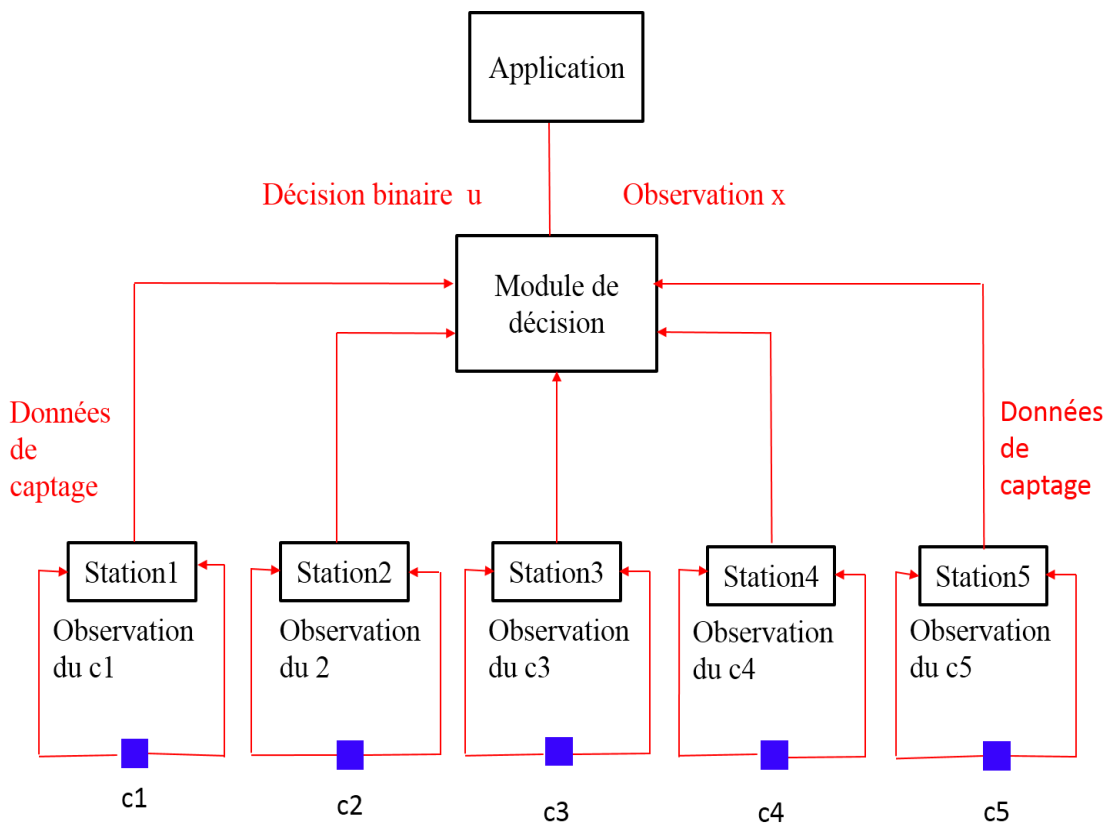 Application
Décision binaire u
Observation x
Module de
décision
Données
de
captage
Données
de
captage
Station1
Station2
Station3
Station4
Station5
Observation
du c1
Observation
du 2
Observation
du c3
Observation
du c4
Observation
du c5
c1
c2
c3
c4
c5